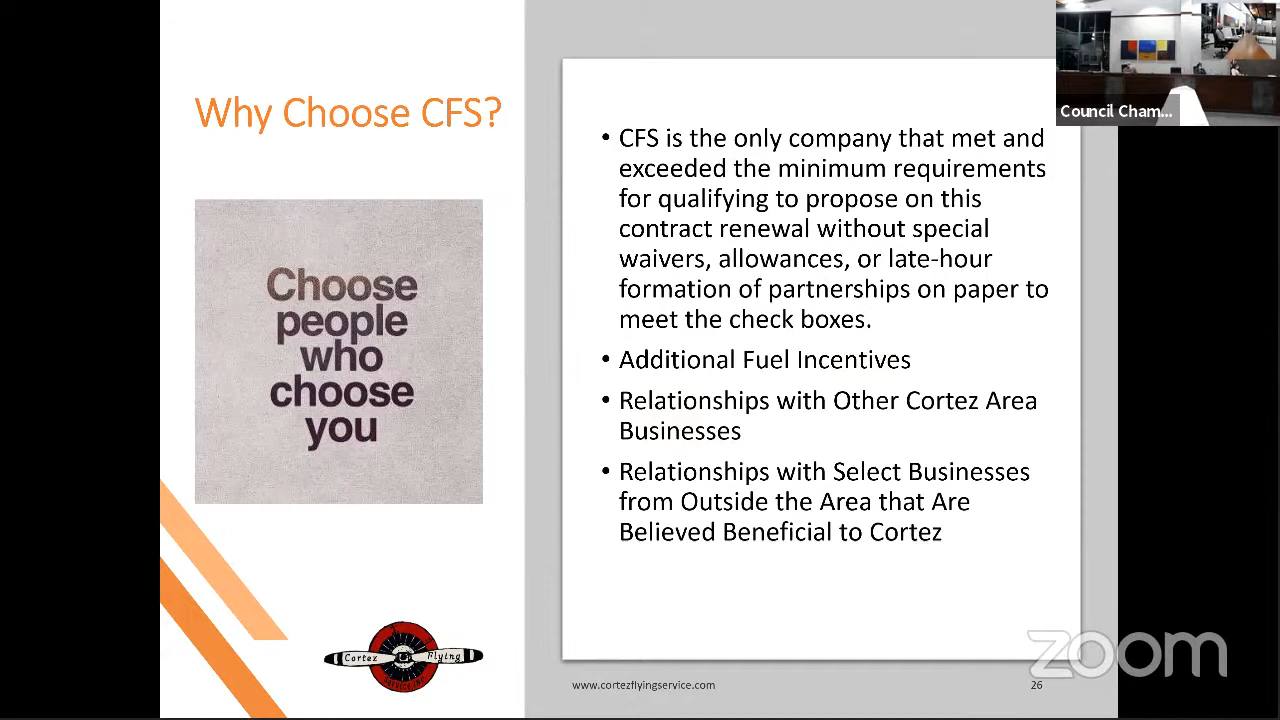 Why Choose CFS?
Choose
people
who
choose
you
Cortez Flying
SERVICE, INC
• CFS is the only company that met and
exceeded the minimum requirements
for qualifying to propose on this
contract renewal without special
waivers, allowances, or late-hour
formation of partnerships on paper to
meet the check boxes.
• Additional Fuel Incentives
• Relationships with Other Cortez Area
Businesses
• Relationships with Select Businesses
from Outside the Area that Are
Believed Beneficial to Cortez
www.cortezflyingservice.com
26
Council Cham...
zoom